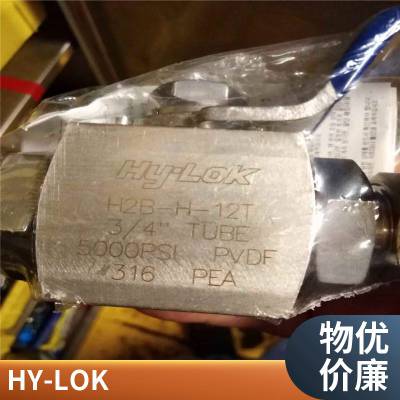 Hy-LOK
H2B-H-12T
3/4" TUBE
5000PSI PVDF
#316 PEA
HY-LOK
物优
价廉